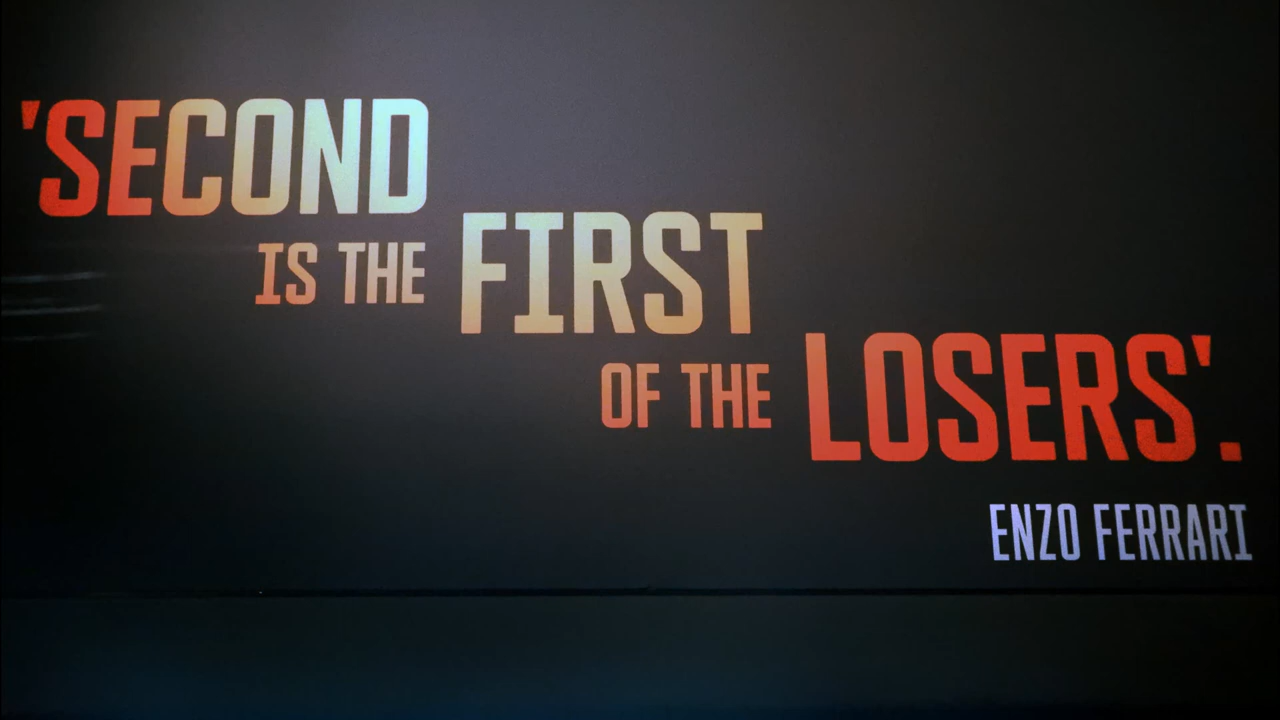 'SECOND
IS THE FIRST
OF THE LOSERS'.
ENZO FERRARI